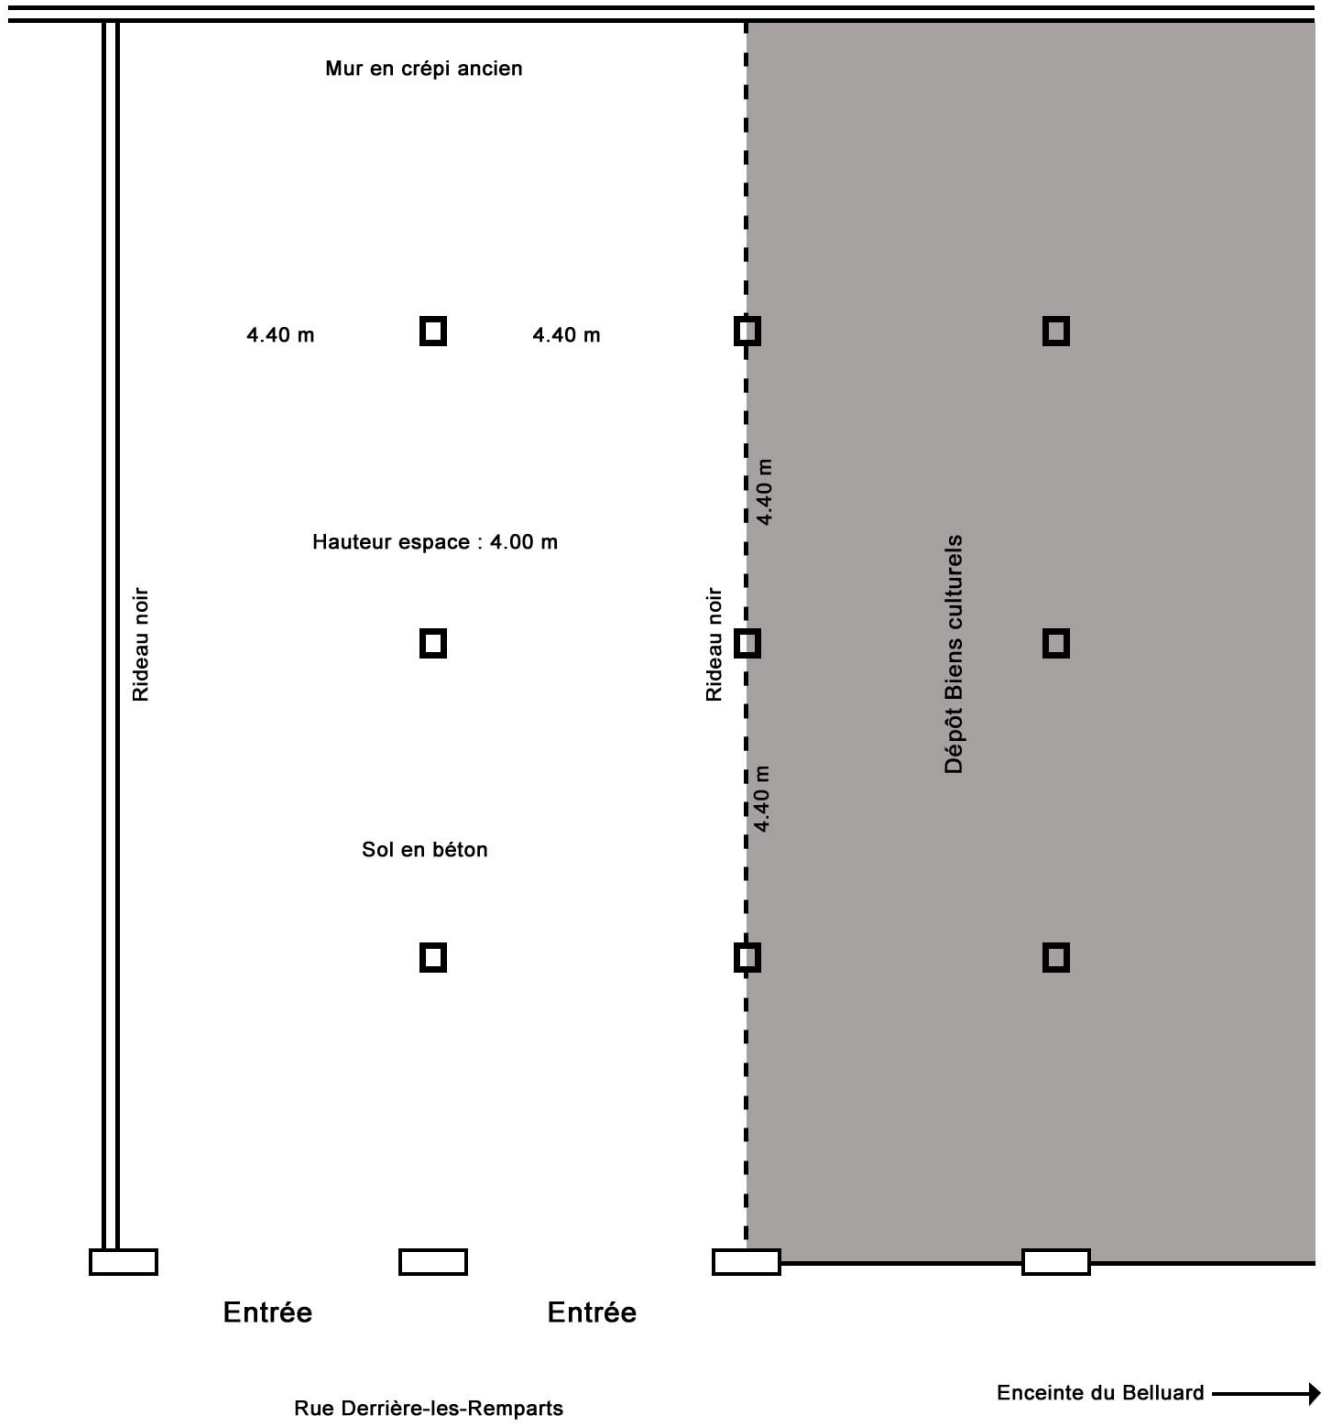 Mur en crépi ancien
4.40 m
4.40 m
4.40 m
Hauteur espace : 4.00 m
Rideau noir
Rideau noir
Dépôt Biens culturels
4.40 m
Sol en béton
Entrée
Entrée
Enceinte du Belluard
Rue Derrière-les-Remparts